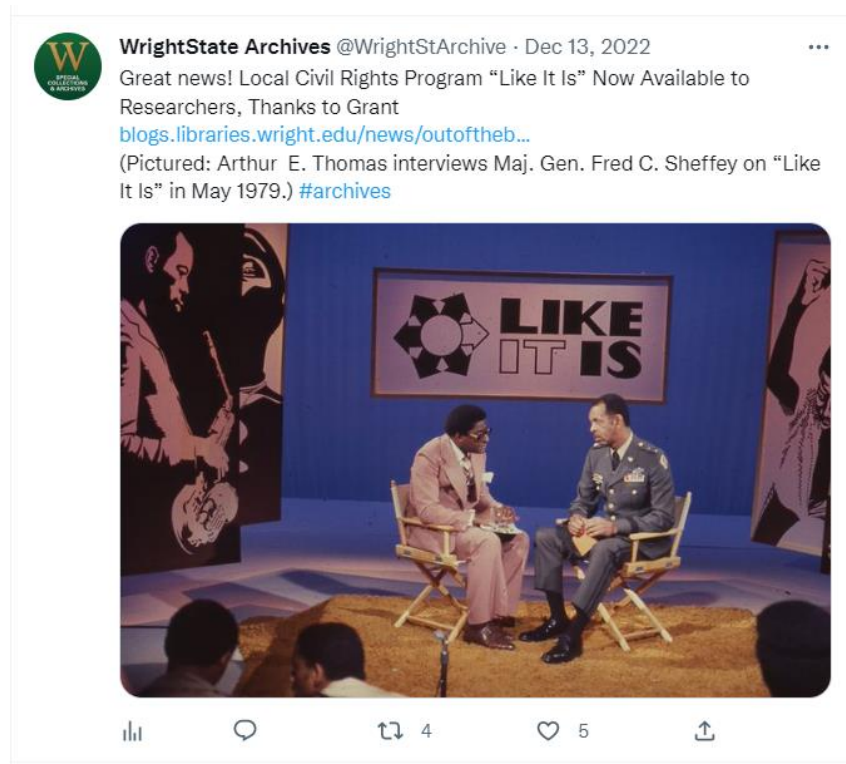 W
SPECIAL
COLLECTIONS
& ARCHIVES
WrightState Archives @WrightStArchive · Dec 13, 2022
Great news! Local Civil Rights Program “Like It Is” Now Available to
Researchers, Thanks to Grant
blogs.libraries.wright.edu/news/outoftheb...
(Pictured: Arthur E. Thomas interviews Maj. Gen. Fred C. Sheffey on “Like
It Is” in May 1979.) #archives
LIKE
IT IS
4 5